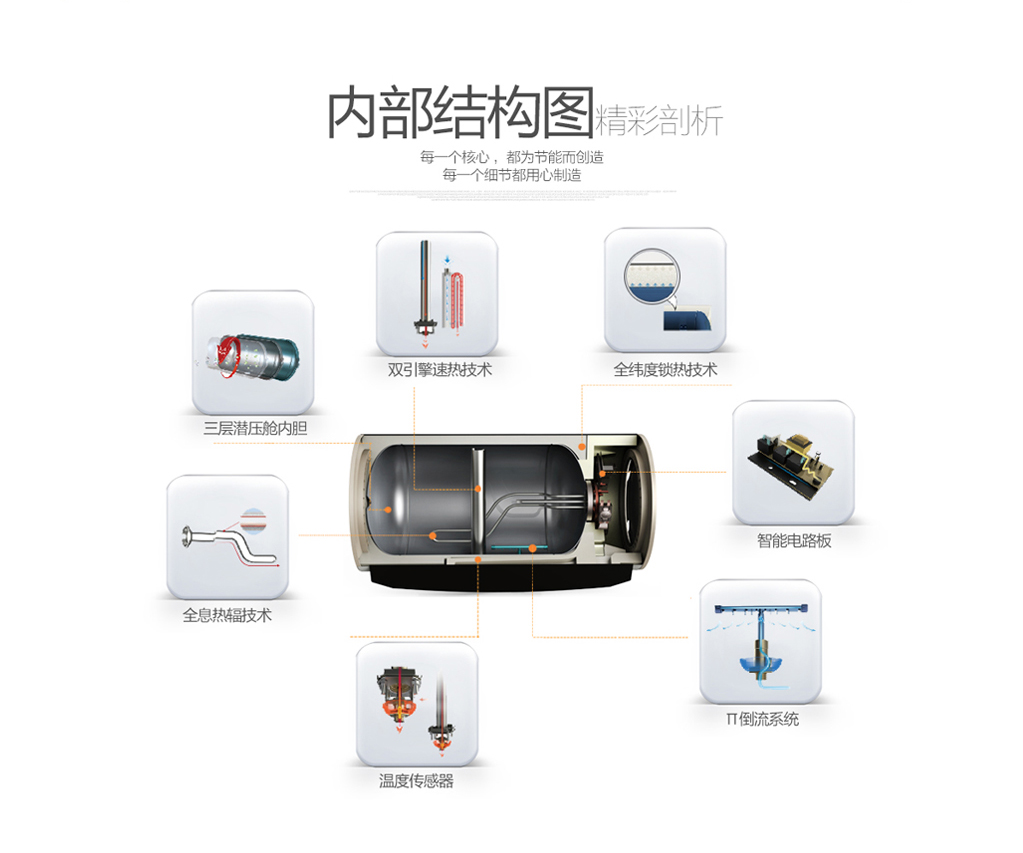 内部结构图精彩剖析
每一个核心，都为节能而创造
每一个细节都用心制造
双引擎速热技术
全纬度锁热技术
三层潜压舱内胆
智能电路板
全息热辐技术
π倒流系统
温度传感器